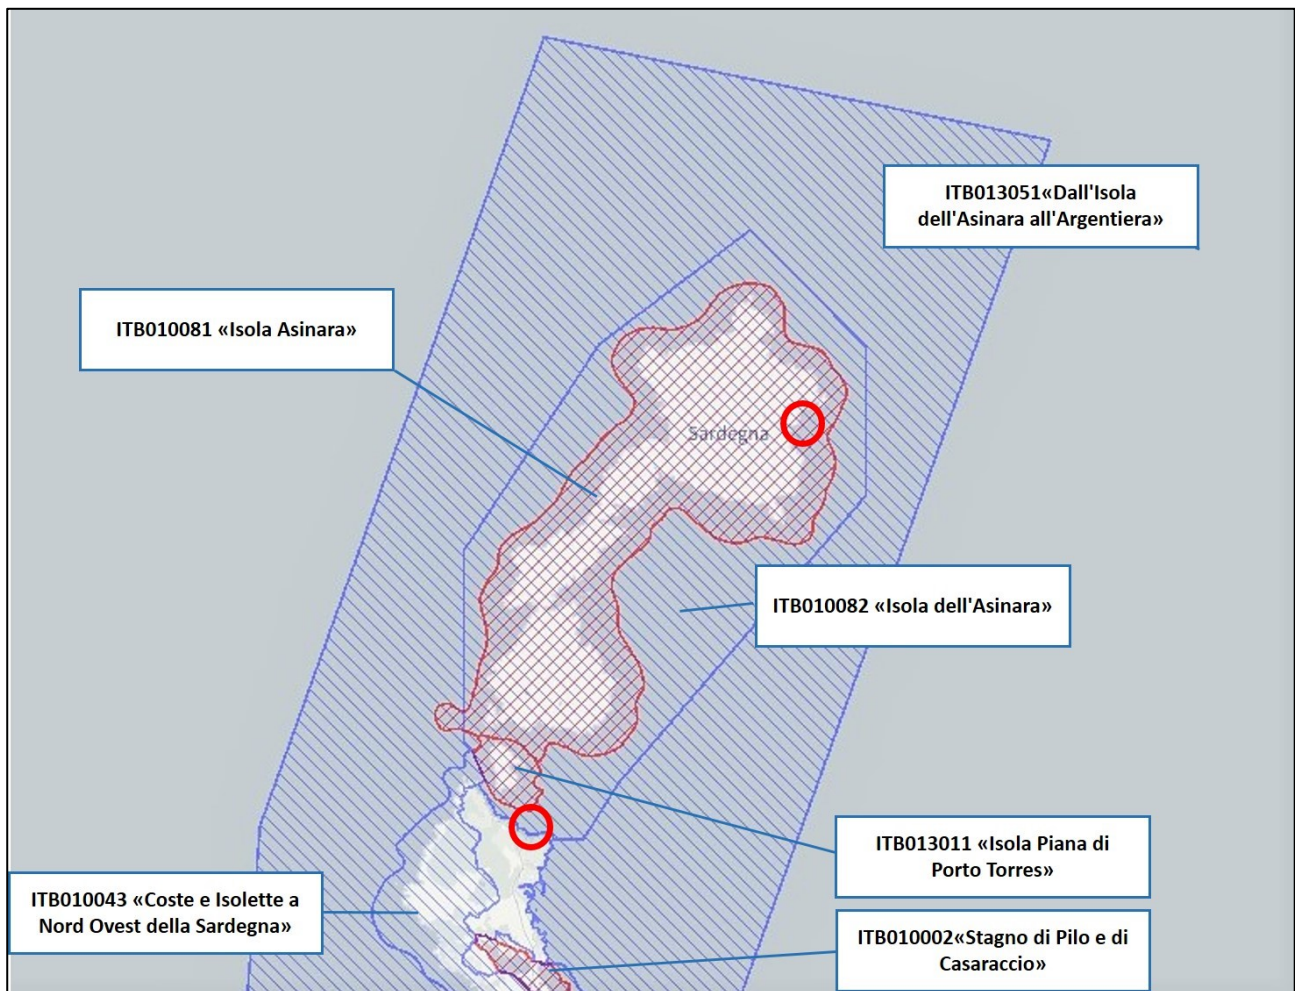 ITB013051«Dall'Isola
dell'Asinara all'Argentiera»
ITB010081 «Isola Asinara»
Sardegna
ITB010082 «Isola dell'Asinara»
ITB013011 «Isola Piana di
Porto Torres»
ITB010043 «Coste e Isolette a
Nord Ovest della Sardegna»
ITB010002«Stagno di Pilo e di
Casaraccio»